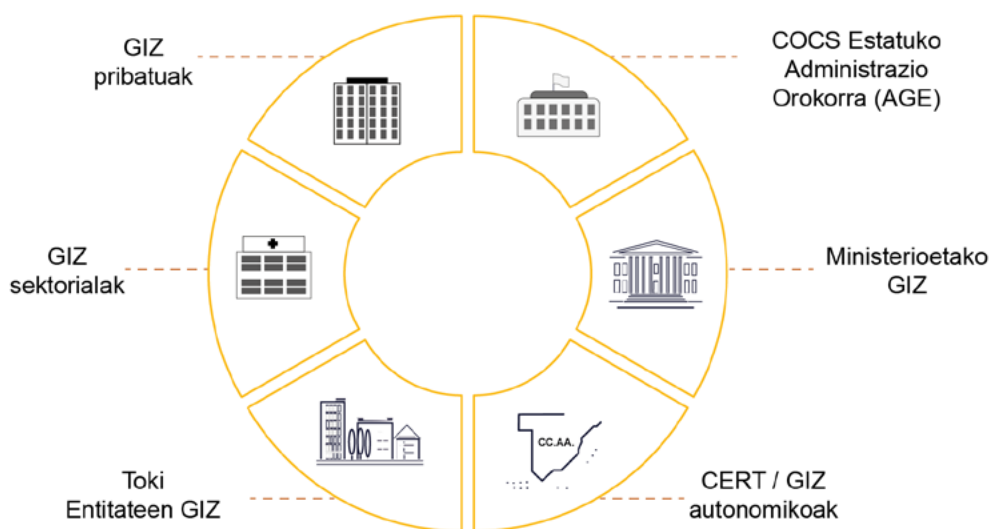 GIZ
pribatuak
COCS Estatuko
Administrazio
Orokorra (AGE)
GIZ
sektorialak
Ministerioetako
GIZ
Toki
Entitateen GIZ
CC.AA.
CERT / GIZ
autonomikoak